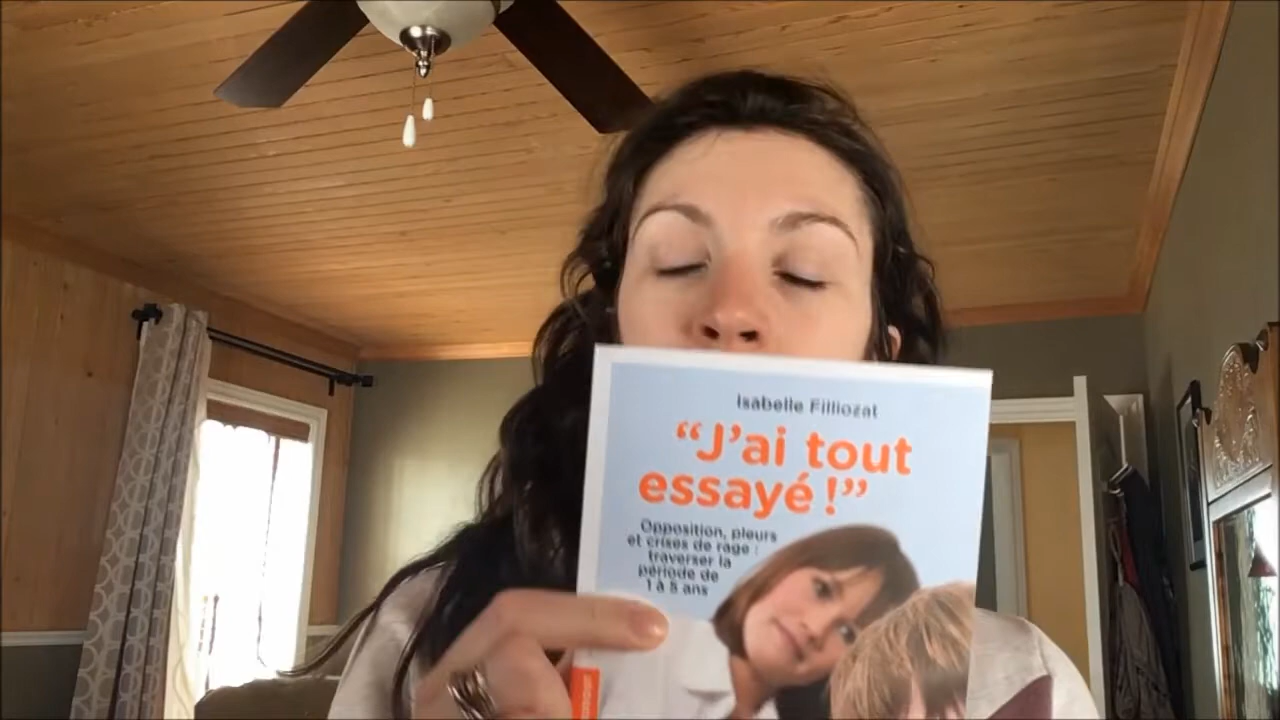 Isabelle Filliozat
“J’ai tout
essayé !”
Opposition, pleurs
et crises de rage :
traverser la
période de
1 à 5 ans